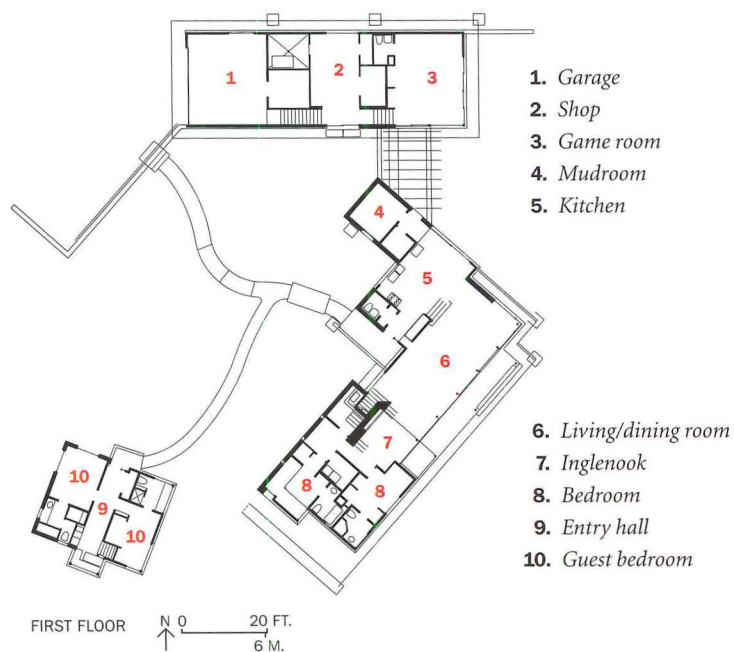 1
2
3
4
5
6
7
8
8
10
9
10
1. Garage
2. Shop
3. Game room
4. Mudroom
5. Kitchen
6. Living/dining room
7. Inglenook
8. Bedroom
9. Entry hall
10. Guest bedroom
FIRST FLOOR
N 0 20 FT.
6 M.